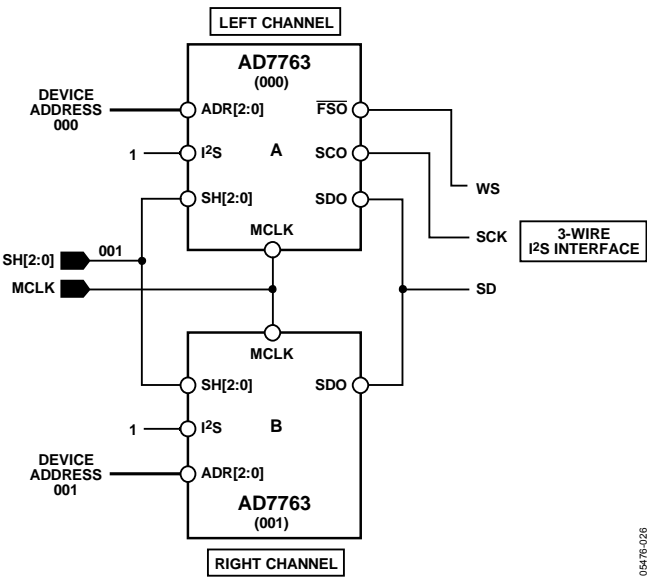 LEFT CHANNEL
AD7763
(000)
DEVICE
ADDRESS
000
ADR[2:0]
FSO
1
I2S
A
SCO
SH[2:0]
SDO
WS
MCLK
SCK
3-WIRE
I2S INTERFACE
SH[2:0]
001
MCLK
SD
MCLK
SH[2:0]
SDO
1
I2S
B
DEVICE
ADDRESS
001
ADR[2:0]
AD7763
(001)
RIGHT CHANNEL
05476-026